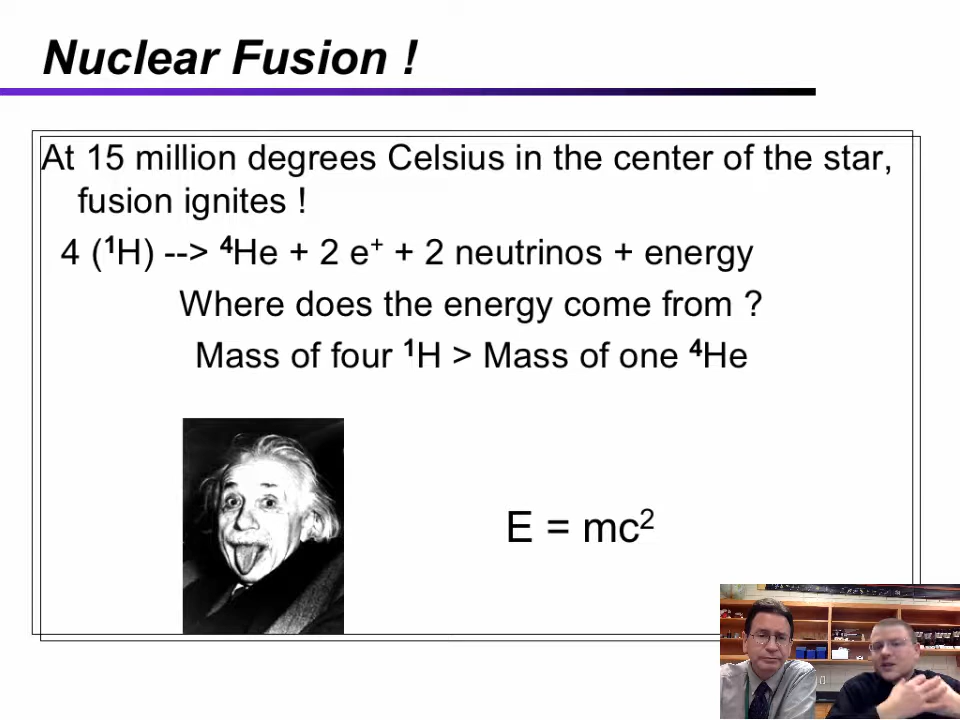 Nuclear Fusion !
At 15 million degrees Celsius in the center of the star,
fusion ignites !
4 (¹H) --> ⁴He + 2 e⁺ + 2 neutrinos + energy
Where does the energy come from ?
Mass of four ¹H > Mass of one ⁴He
E = mc²